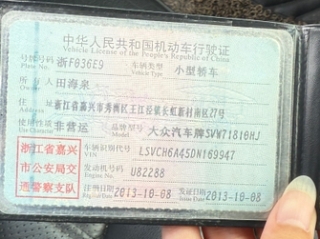 中华人民共和国机动车行驶证
Vehicle License of the People's Republic of China
号牌号码 浙F036E9 车辆类型 小型轿车
Plate No. Vehicle Type
所有人 田海泉
Owner
住址 浙江省嘉兴市秀洲区王江泾镇长虹新村南区27号
Address
使用性质 非营运 品牌型号 大众汽车牌SVW71810HJ
Use Character Model
浙江省嘉兴
市公安局交
通警察支队
车辆识别代号 LSVCH6A45DN169947
VIN
发动机号码 U82288
Engine No.
注册日期 2013-10-08 发证日期 2013-10-08
Register Date Issue Date